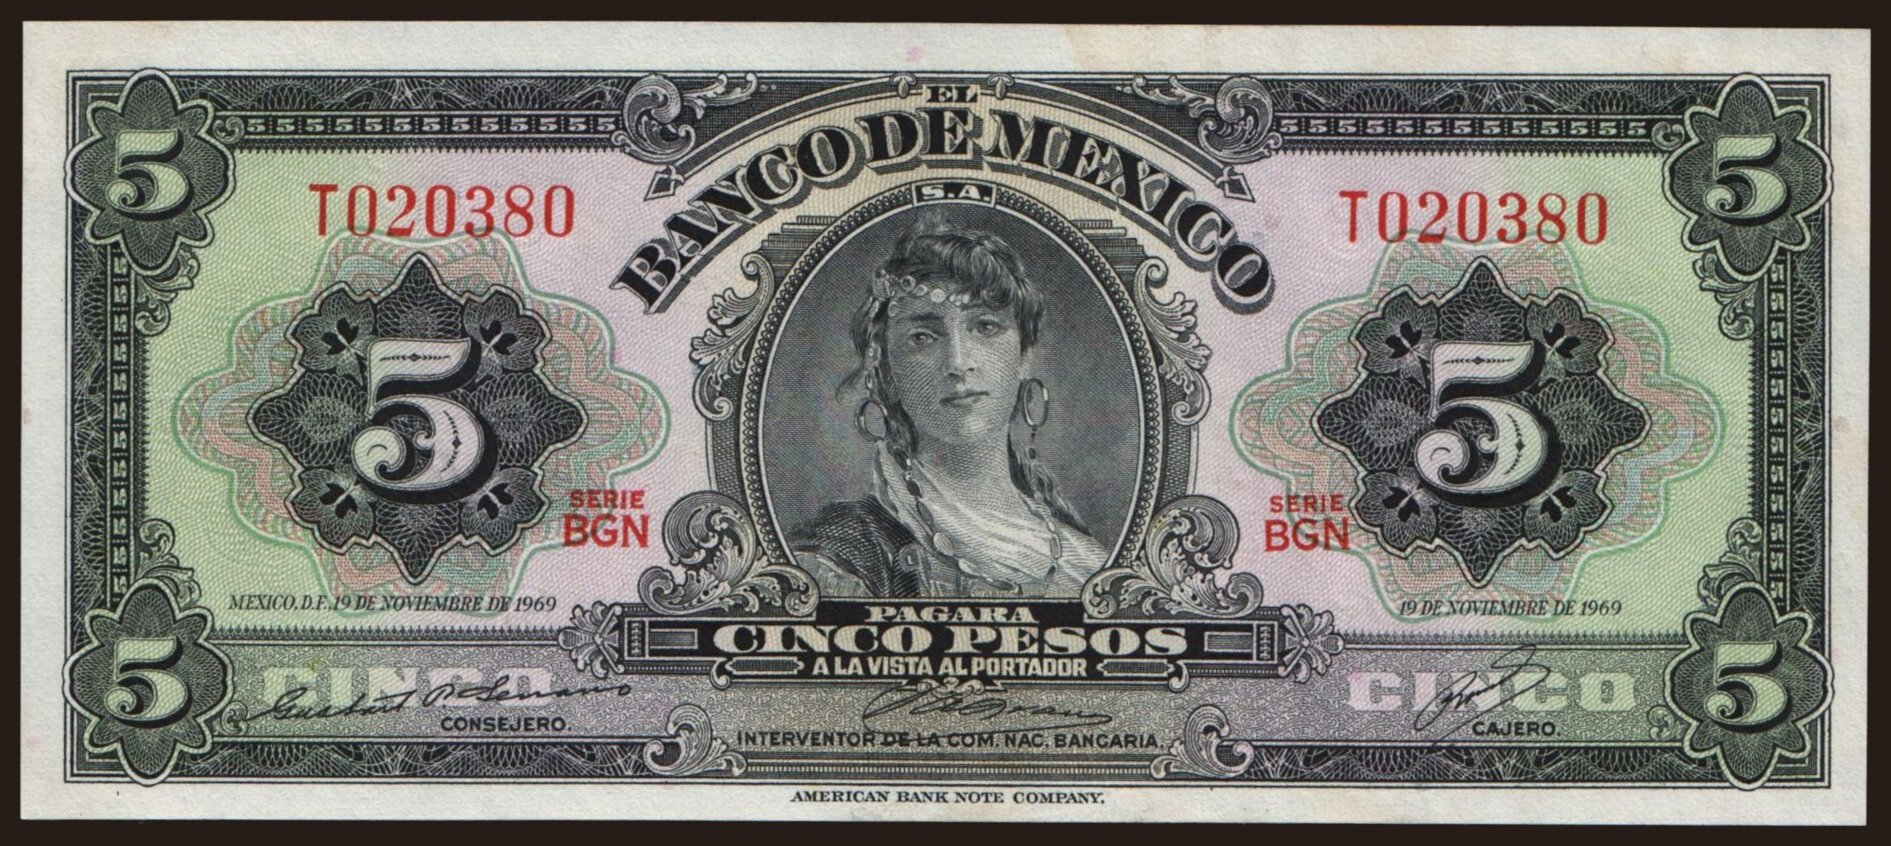 5
5
EL
BANCO DE MEXICO
S.A.
T020380
T020380
5
5
SERIE
BGN
SERIE
BGN
MEXICO, D.F., 19 DE NOVIEMBRE DE 1969
19 DE NOVIEMBRE DE 1969
PAGARA
CINCO PESOS
A LA VISTA AL PORTADOR
5
CINCO
CINCO
5
CONSEJERO.
INTERVENTOR DE LA COM. NAC. BANCARIA.
CAJERO.
AMERICAN BANK NOTE COMPANY.